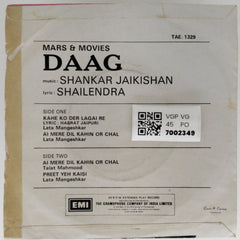 TAE. 1329
MARS & MOVIES
DAAG
music: SHANKAR JAIKISHAN
lyric: SHAILENDRA
SIDE ONE
KAHE KO DER LAGAI RE
(LYRIC: HASRAT JAIPURI
Lata Mangeshkar
AI MERE DIL KAHIN OR CHAL
Lata Mangeshkar
VGP VG
45 PO
7002349
SIDE TWO
AI MERE DIL KAHIN OR CHAL
Talat Mahmood
PREET YEH KAISI
Lata Mangeshkar
EMI
THE GRAMOPHONE COMPANY OF INDIA LIMITED